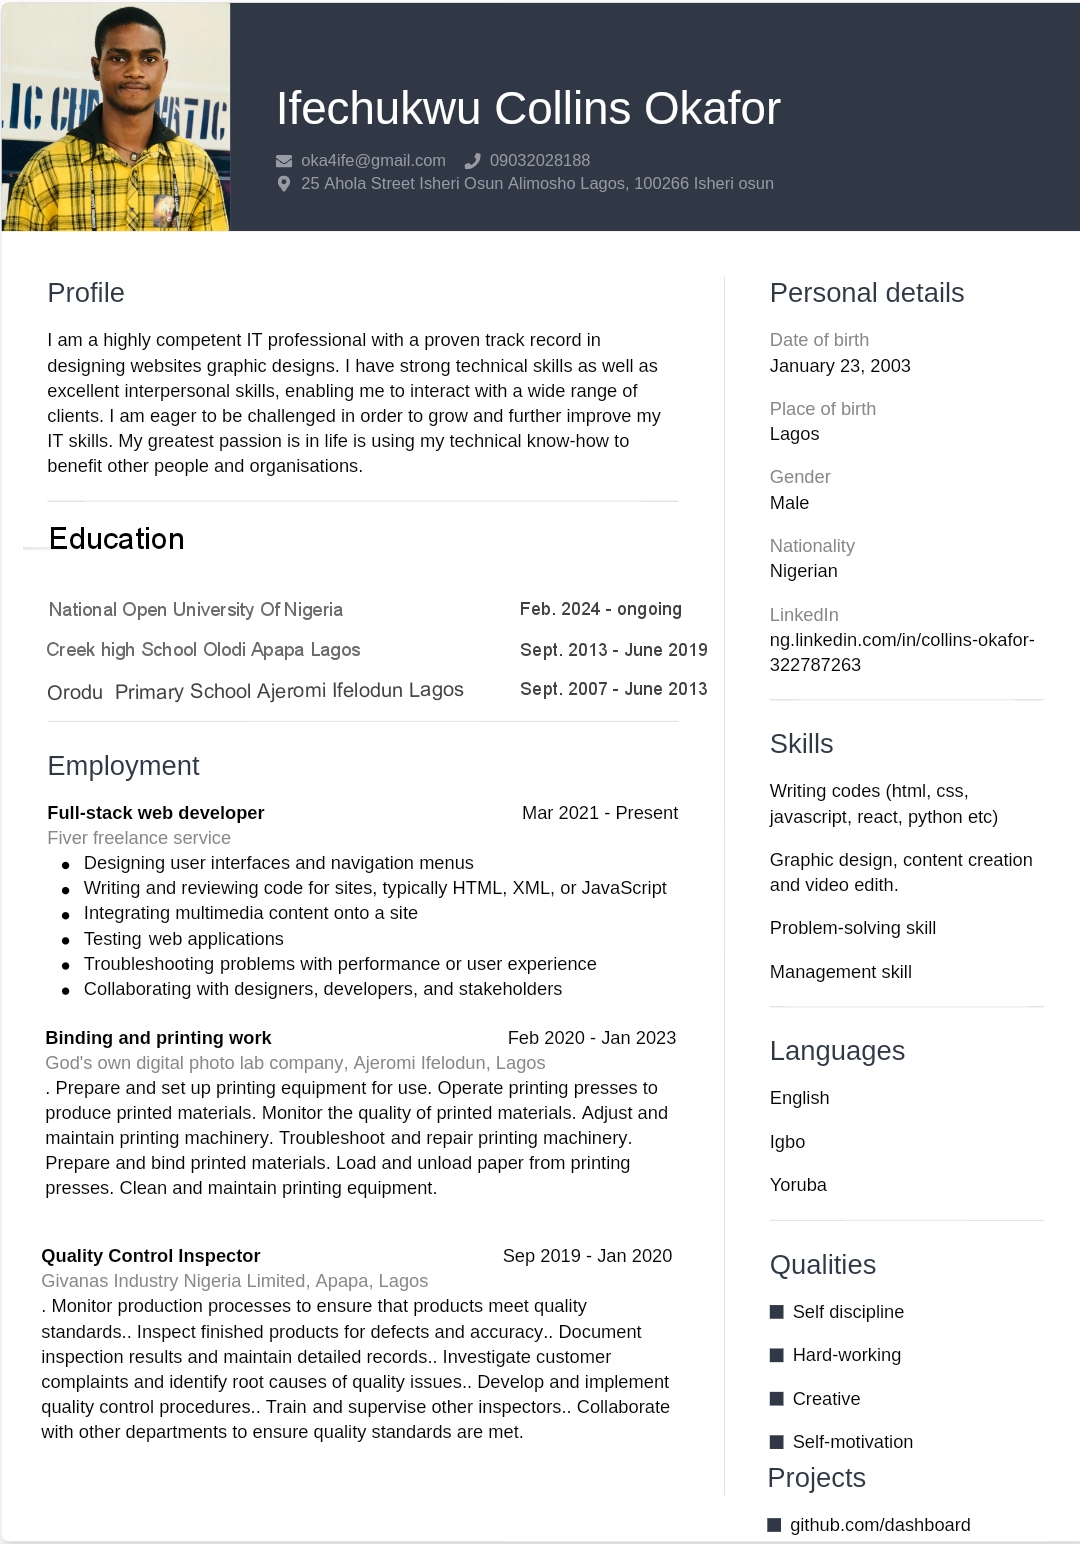 IC CH
ATIC
Ifechukwu Collins Okafor
oka4ife@gmail.com 09032028188
25 Ahola Street Isheri Osun Alimosho Lagos, 100266 Isheri osun
Profile
I am a highly competent IT professional with a proven track record in
designing websites graphic designs. I have strong technical skills as well as
excellent interpersonal skills, enabling me to interact with a wide range of
clients. I am eager to be challenged in order to grow and further improve my
IT skills. My greatest passion is in life is using my technical know-how to
benefit other people and organisations.
Education
National Open University Of Nigeria Feb. 2024 - ongoing
Creek high School Olodi Apapa Lagos Sept. 2013 - June 2019
Orodu Primary School Ajeromi Ifelodun Lagos Sept. 2007 - June 2013
Employment
Full-stack web developer Mar 2021 - Present
Fiver freelance service
● Designing user interfaces and navigation menus
● Writing and reviewing code for sites, typically HTML, XML, or JavaScript
● Integrating multimedia content onto a site
● Testing web applications
● Troubleshooting problems with performance or user experience
● Collaborating with designers, developers, and stakeholders
Binding and printing work Feb 2020 - Jan 2023
God's own digital photo lab company, Ajeromi Ifelodun, Lagos
. Prepare and set up printing equipment for use. Operate printing presses to
produce printed materials. Monitor the quality of printed materials. Adjust and
maintain printing machinery. Troubleshoot and repair printing machinery.
Prepare and bind printed materials. Load and unload paper from printing
presses. Clean and maintain printing equipment.
Quality Control Inspector Sep 2019 - Jan 2020
Givanas Industry Nigeria Limited, Apapa, Lagos
. Monitor production processes to ensure that products meet quality
standards.. Inspect finished products for defects and accuracy.. Document
inspection results and maintain detailed records.. Investigate customer
complaints and identify root causes of quality issues.. Develop and implement
quality control procedures.. Train and supervise other inspectors.. Collaborate
with other departments to ensure quality standards are met.
Personal details
Date of birth
January 23, 2003
Place of birth
Lagos
Gender
Male
Nationality
Nigerian
LinkedIn
ng.linkedin.com/in/collins-okafor-
322787263
Skills
Writing codes (html, css,
javascript, react, python etc)
Graphic design, content creation
and video edith.
Problem-solving skill
Management skill
Languages
English
Igbo
Yoruba
Qualities
■ Self discipline
■ Hard-working
■ Creative
■ Self-motivation
Projects
■ github.com/dashboard